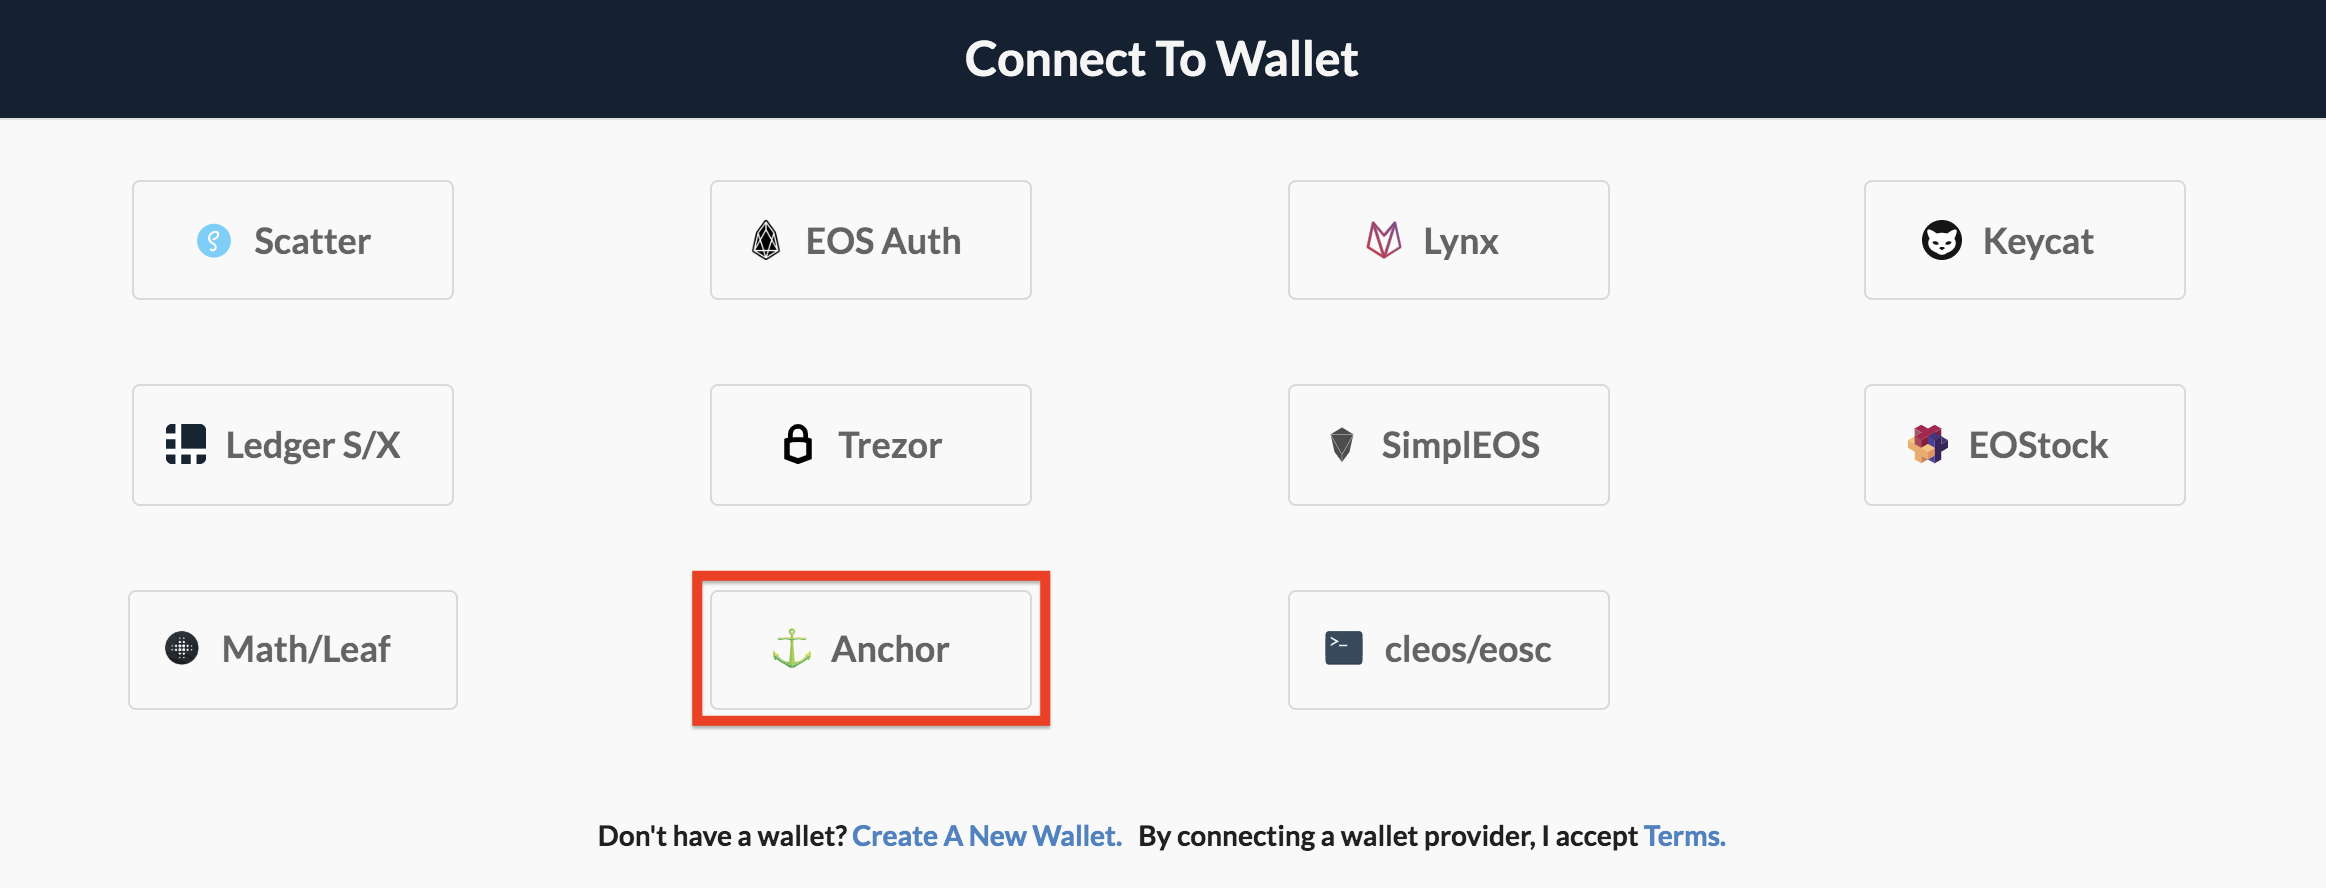 Connect To Wallet
Scatter
EOS Auth
Lynx
Keycat
Ledger S/X
Trezor
SimplEOS
EOStock
Math/Leaf
Anchor
cleos/eosc
Don't have a wallet? Create A New Wallet. By connecting a wallet provider, I accept Terms.